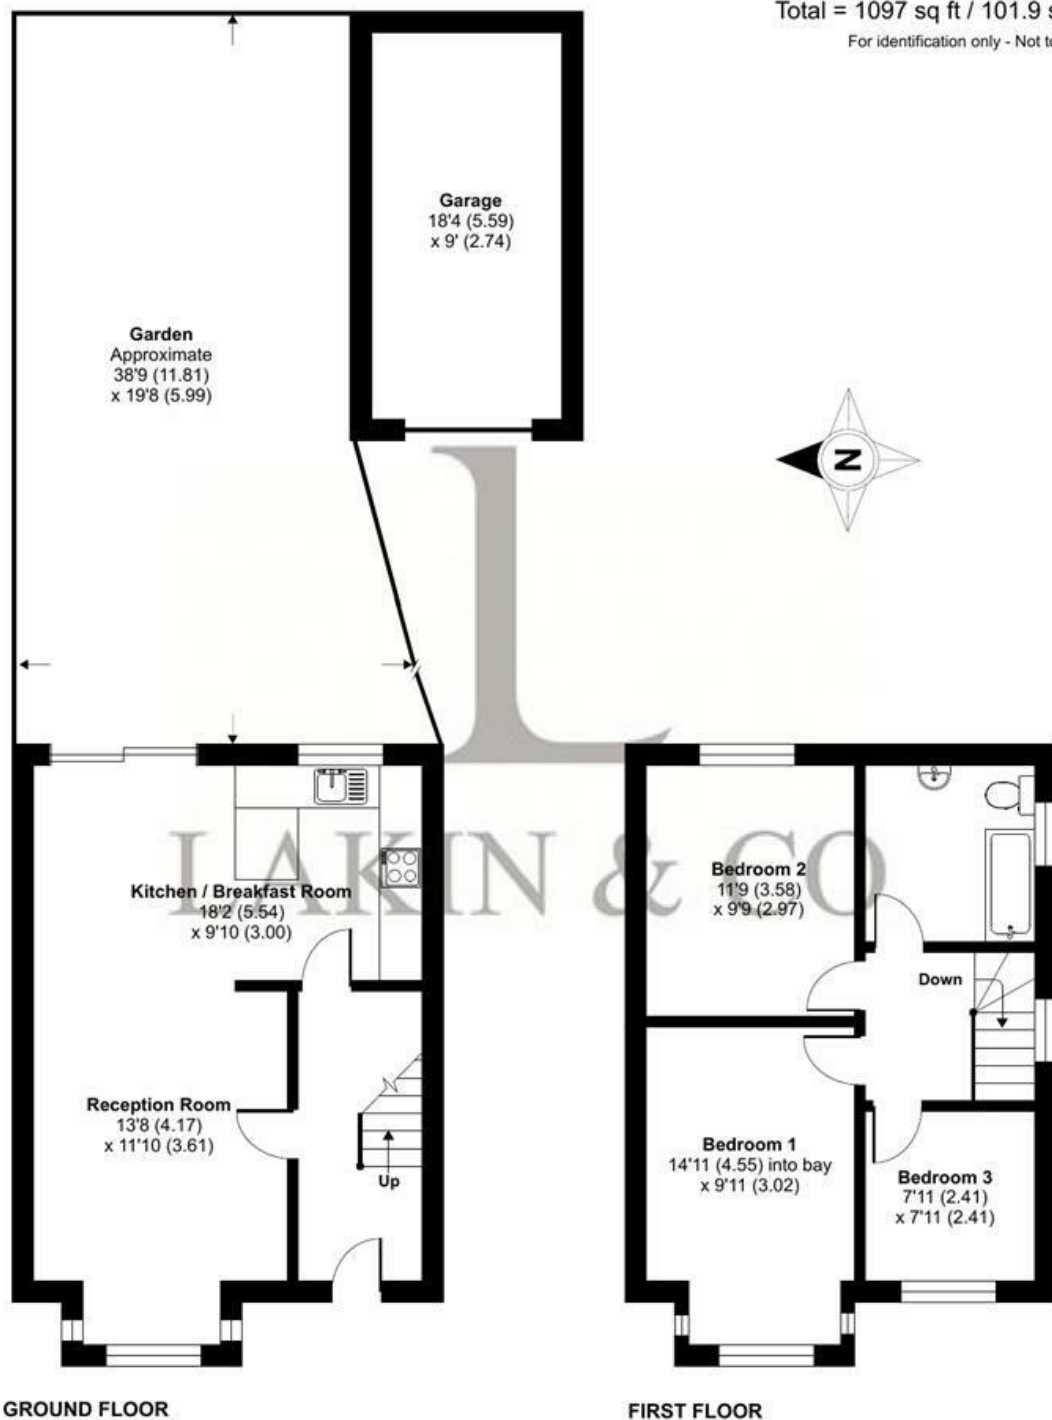 Total = 1097 sq ft / 101.9 s
For identification only - Not to
Garage
18'4 (5.59)
x 9' (2.74)
Garden
Approximate
38'9 (11.81)
x 19'8 (5.99)
N
LAKIN & CO
Kitchen / Breakfast Room
18'2 (5.54)
x 9'10 (3.00)
Bedroom 2
11'9 (3.58)
x 9'9 (2.97)
Down
Reception Room
13'8 (4.17)
x 11'10 (3.61)
Up
Bedroom 1
14'11 (4.55) into bay
x 9'11 (3.02)
Bedroom 3
7'11 (2.41)
x 7'11 (2.41)
GROUND FLOOR
FIRST FLOOR